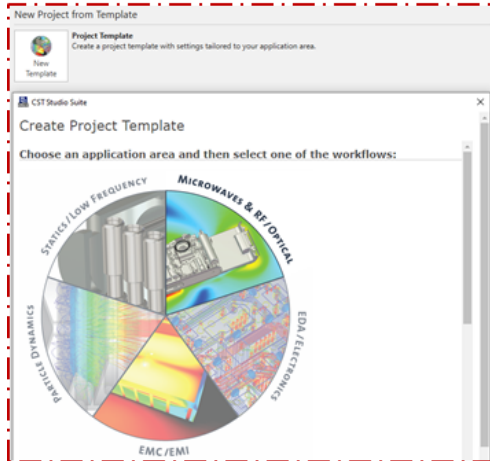 New Project from Template
Project Template
Create a project template with settings tailored to your application area.
New
Template
CST Studio Suite
Create Project Template
Choose an application area and then select one of the workflows:
STATICS/LOW FREQUENCY
MICROWAVES & RF/OPTICAL
EDA/ELECTRONICS
EMC/EMI
PARTICLE DYNAMICS